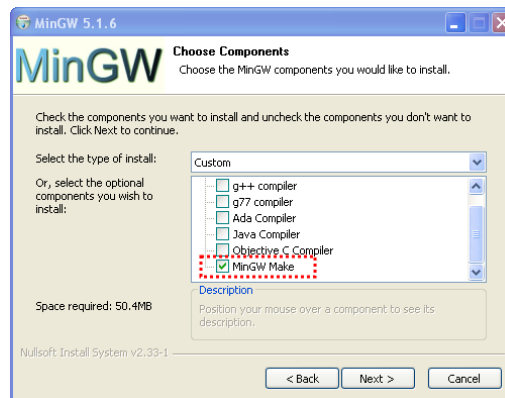 MinGW 5.1.6
MinGW
Choose Components
Choose the MinGW components you would like to install.
Check the components you want to install and uncheck the components you don't want to
install. Click Next to continue.
Select the type of install:
Custom
Or, select the optional
components you wish to
install:
g++ compiler
g77 compiler
Ada Compiler
Java Compiler
Objective C Compiler
MinGW Make
Space required: 50.4MB
Description
Position your mouse over a component to see its
description.
Nullsoft Install System v2.33-1
< Back
Next >
Cancel